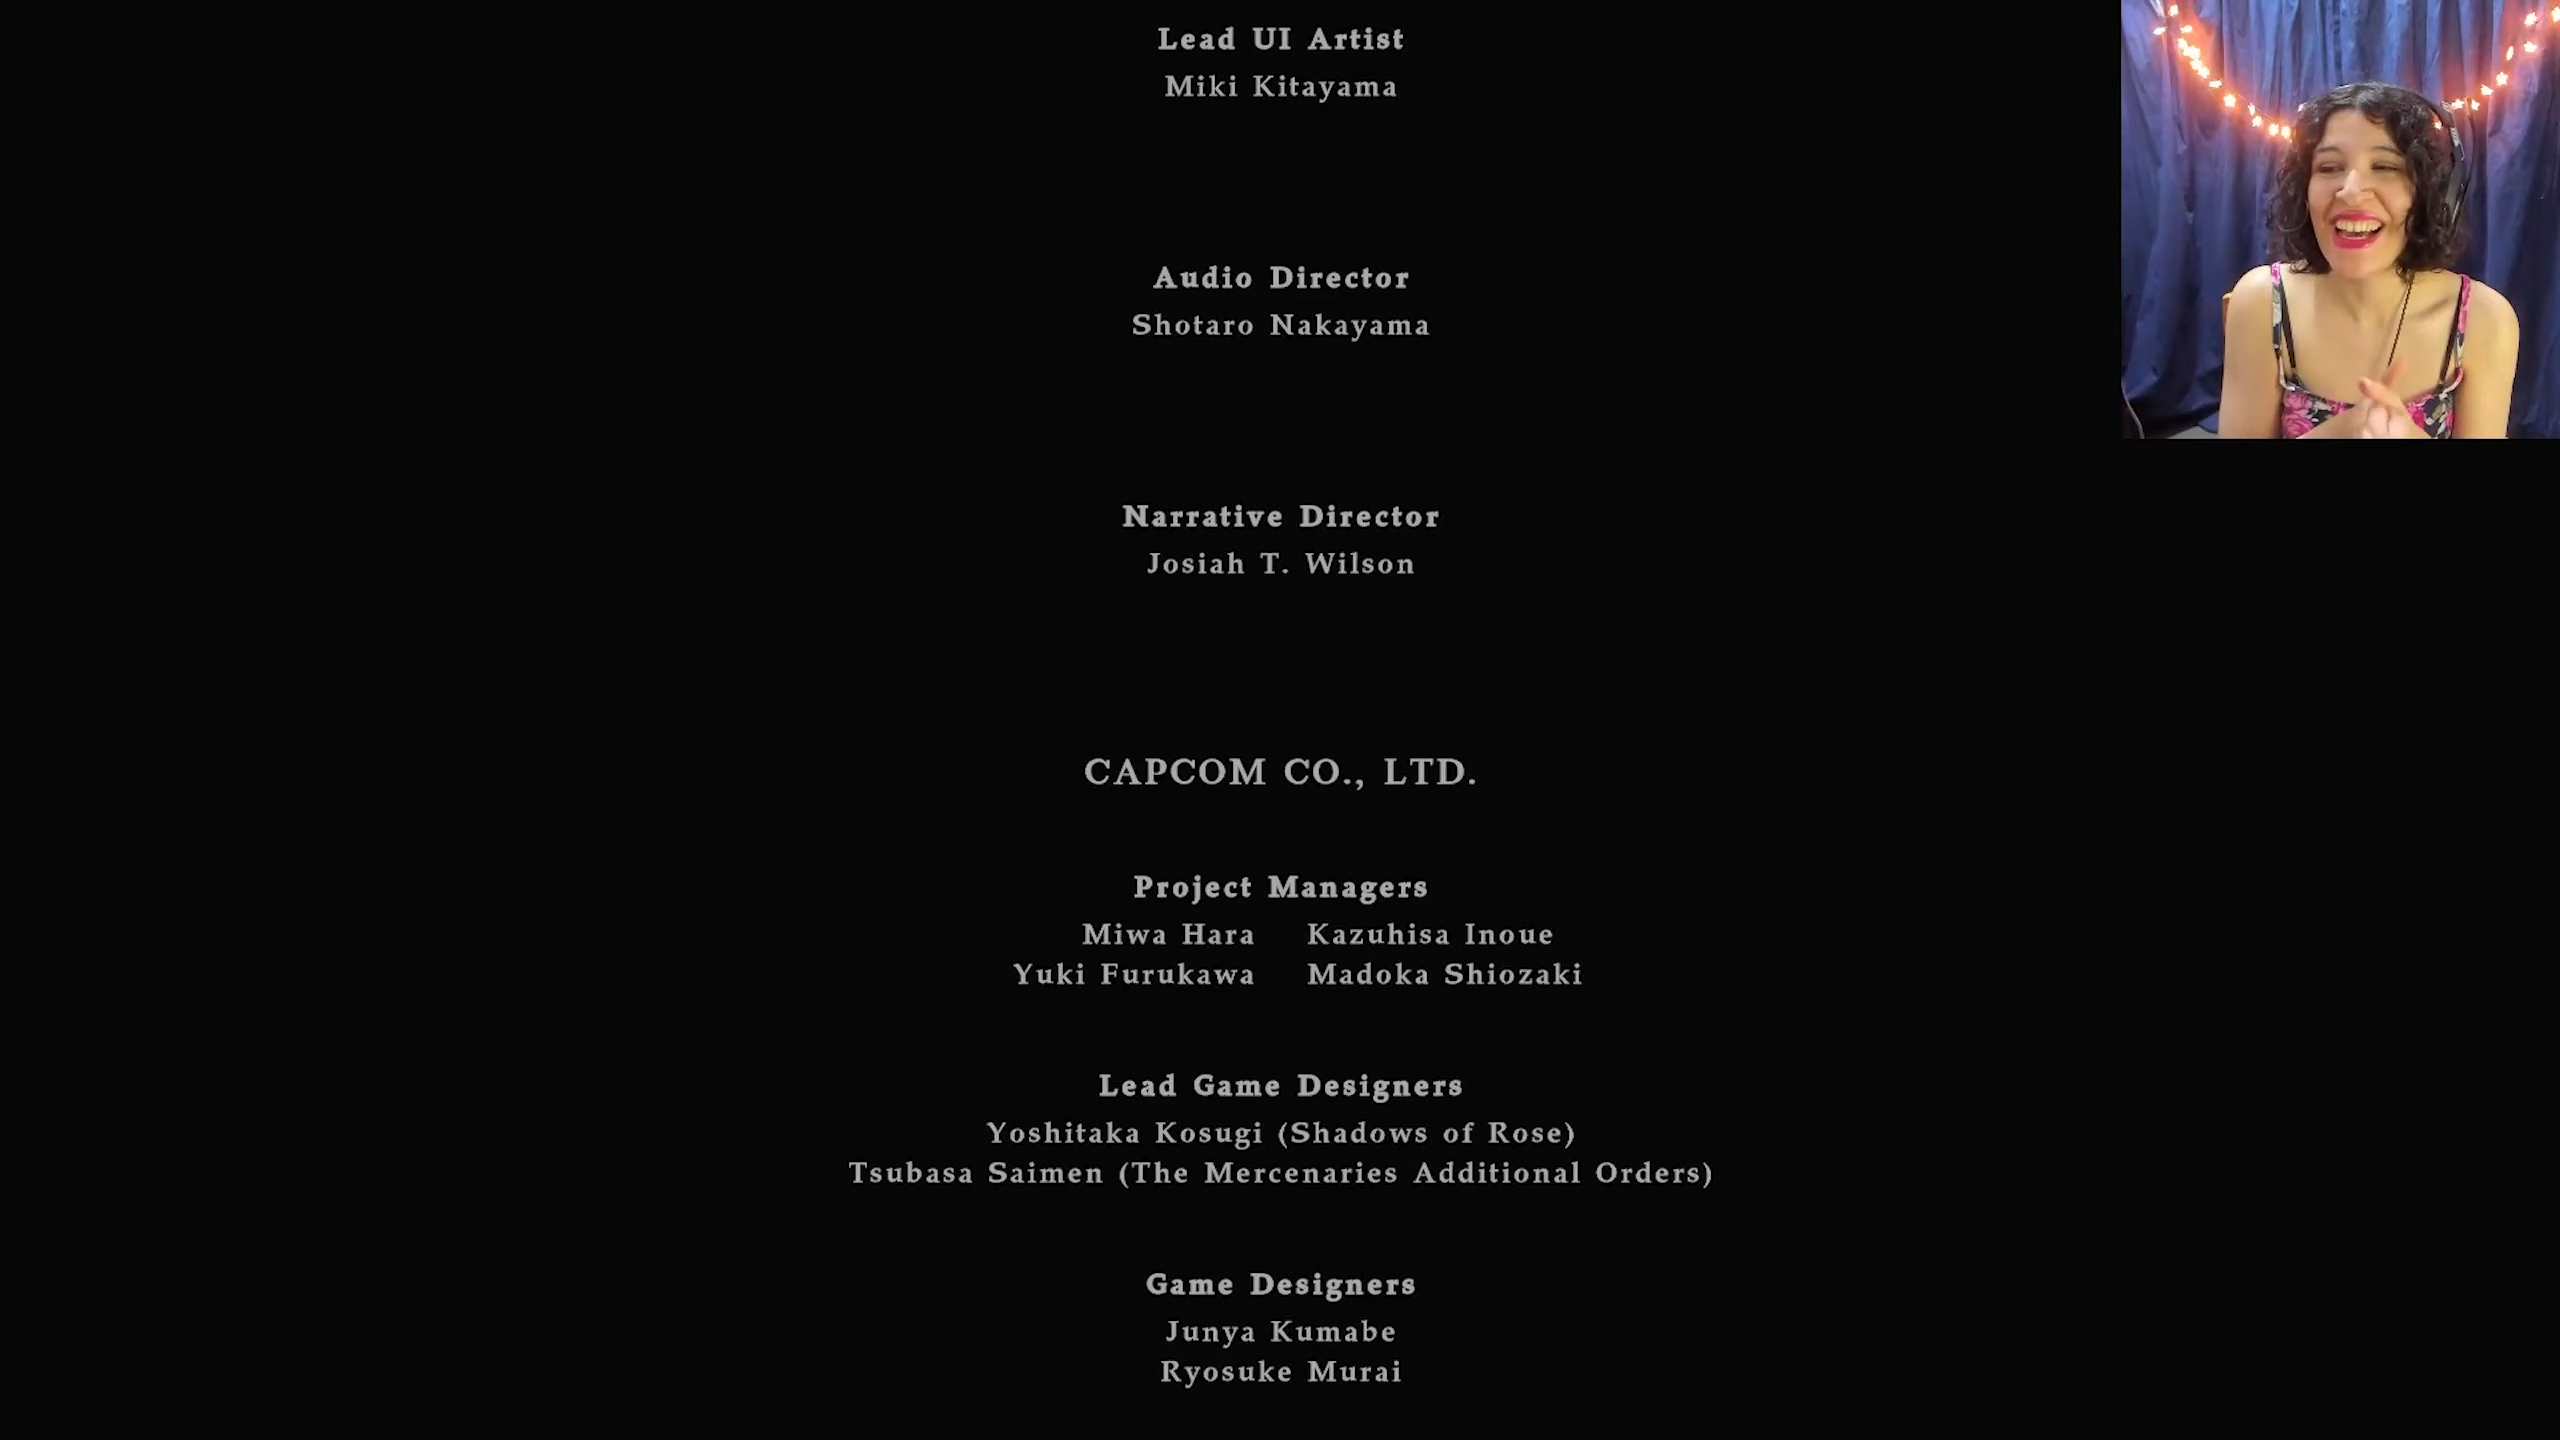 Lead UI Artist
Miki Kitayama
Audio Director
Shotaro Nakayama
Narrative Director
Josiah T. Wilson
CAPCOM CO., LTD.
Project Managers
Miwa Hara Kazuhisa Inoue
Yuki Furukawa Madoka Shiozaki
Lead Game Designers
Yoshitaka Kosugi (Shadows of Rose)
Tsubasa Saimen (The Mercenaries Additional Orders)
Game Designers
Junya Kumabe
Ryosuke Murai